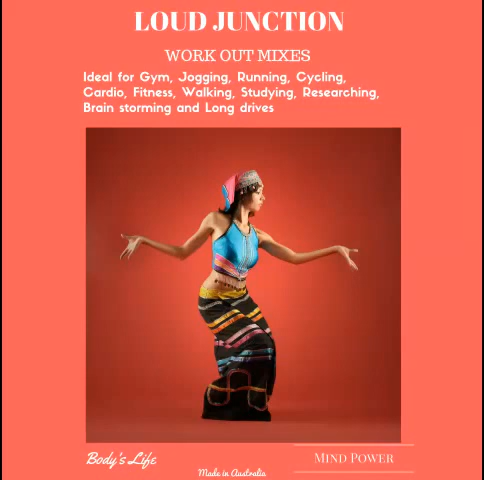 LOUD JUNCTION
WORK OUT MIXES
Ideal for Gym, Jogging, Running, Cycling,
Cardio, Fitness, Walking, Studying, Researching,
Brain storming and Long drives
Body's Life
Mind Power
Made in Australia